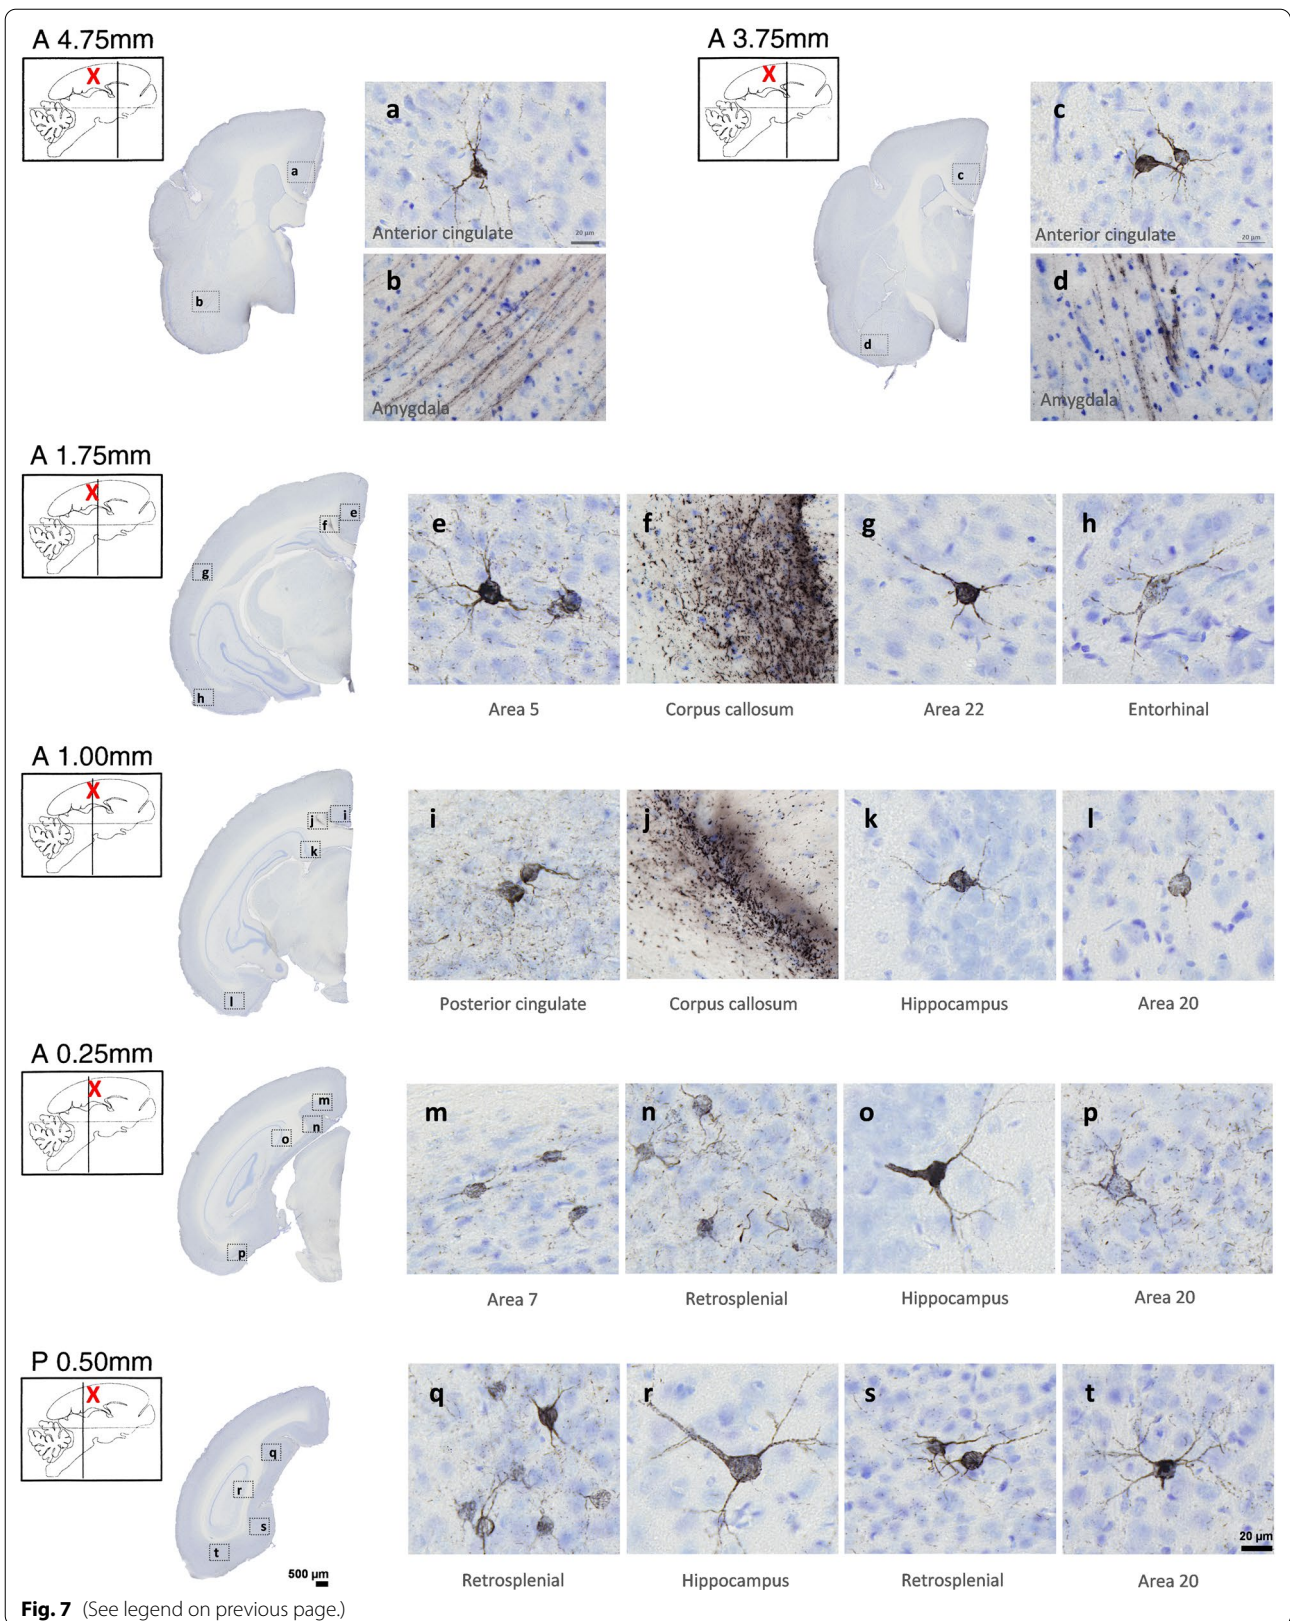 A 4.75mm
X
a
b
a
Anterior cingulate
20 µm
b
Amygdala
A 3.75mm
X
c
d
c
Anterior cingulate
20 µm
d
Amygdala
A 1.75mm
X
e
f
g
h
e
f
g
h
Area 5
Corpus callosum
Area 22
Entorhinal
A 1.00mm
X
i
j
k
l
i
j
k
l
Posterior cingulate
Corpus callosum
Hippocampus
Area 20
A 0.25mm
X
m
n
o
p
m
n
o
p
Area 7
Retrosplenial
Hippocampus
Area 20
P 0.50mm
X
q
r
s
t
500 µm
q
r
s
t
20 µm
Retrosplenial
Hippocampus
Retrosplenial
Area 20
Fig. 7 (See legend on previous page.)